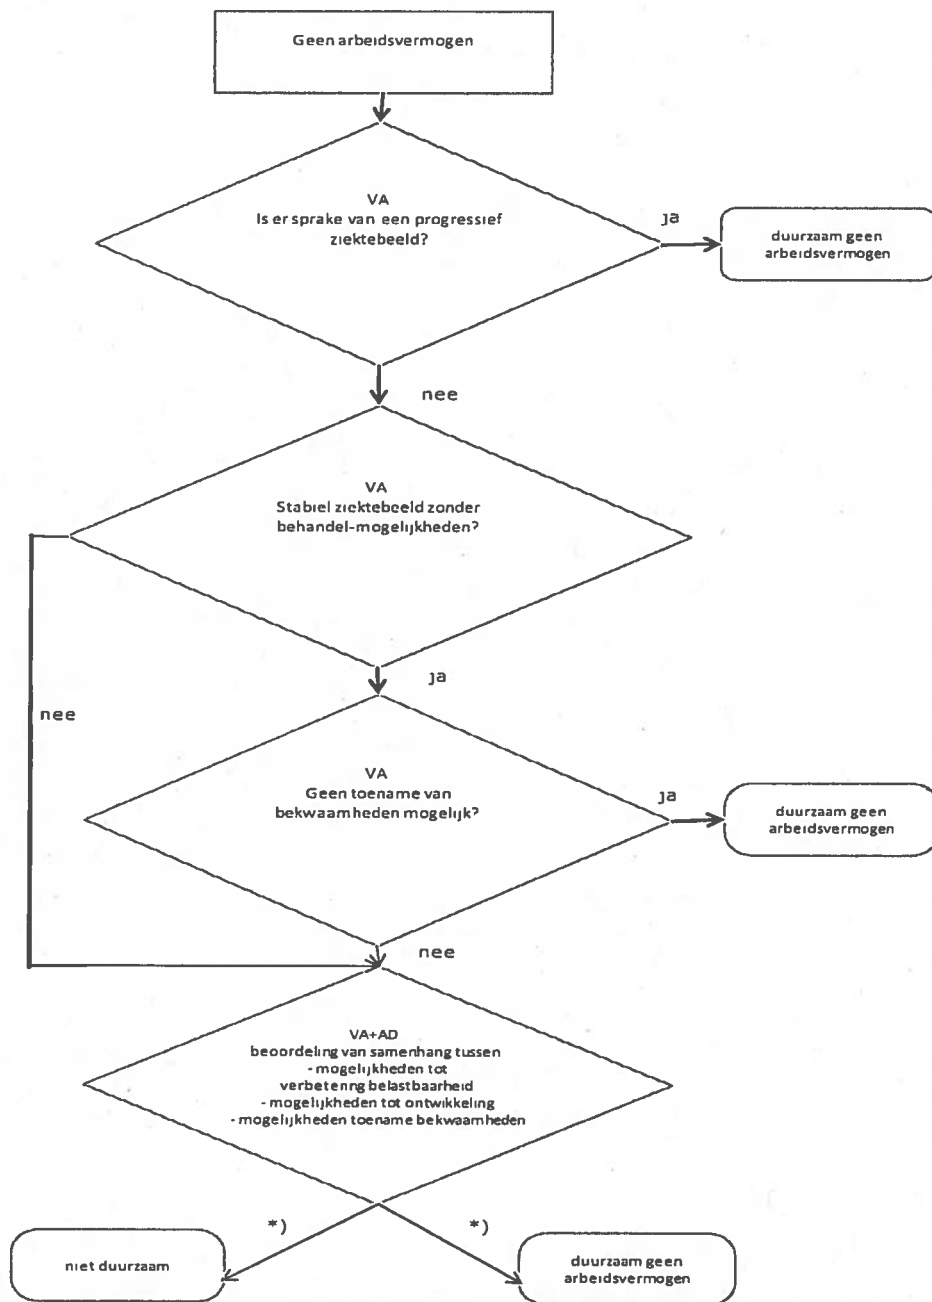 Geen arbeidsvermogen
VA
Is er sprake van een progressief
ziektebeeld?
ja
duurzaam geen
arbeidsvermogen
nee
VA
Stabiel ziektebeeld zonder
behandel-mogelijkheden?
ja
nee
VA
Geen toename van
bekwaamheden mogelijk?
ja
duurzaam geen
arbeidsvermogen
nee
VA+AD
beoordeling van samenhang tussen
- mogelijkheden tot
verbetering belastbaarheid
- mogelijkheden tot ontwikkeling
- mogelijkheden toename bekwaamheden
*)
*)
niet duurzaam
duurzaam geen
arbeidsvermogen